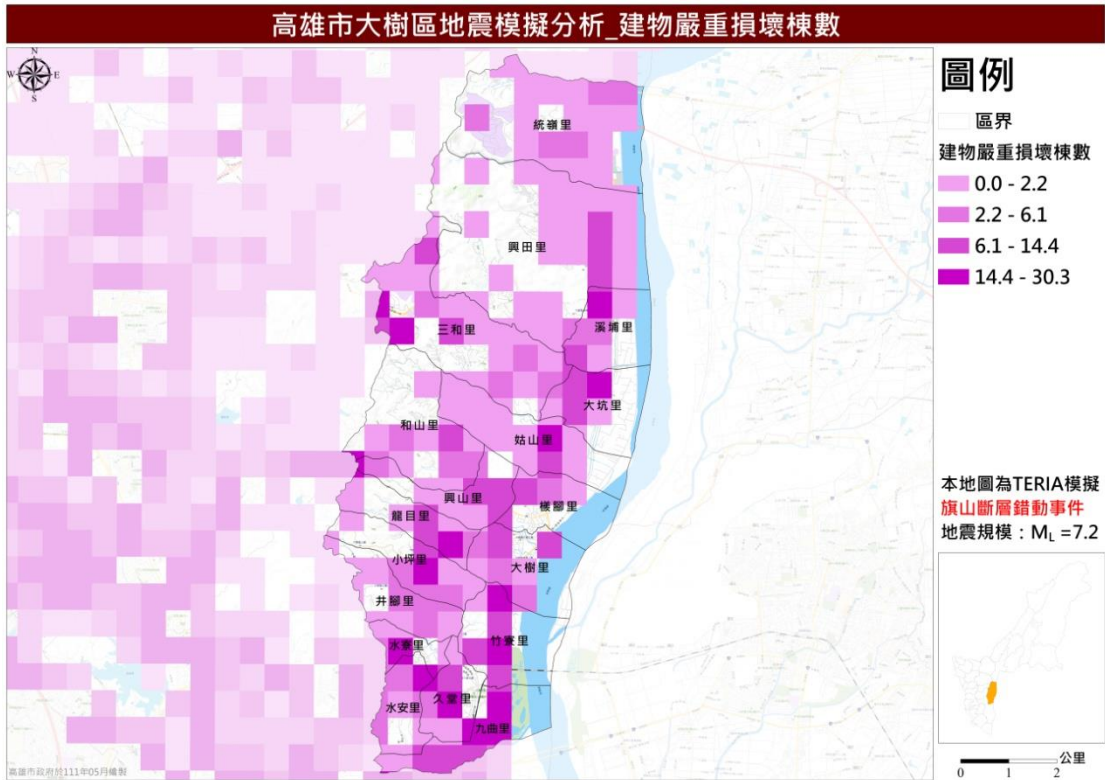 高雄市大樹區地震模擬分析_建物嚴重損壞棟數
N
W
E
S
圖例
區界
建物嚴重損壞棟數
0.0 - 2.2
2.2 - 6.1
6.1 - 14.4
14.4 - 30.3
統嶺里
興田里
三和里
溪埔里
大坑里
和山里
姑山里
興山里
樣腳里
龍目里
小坪里
大樹里
井腳里
竹寮里
水寮里
久堂里
水安里
九曲里
本地圖為TERIA模擬
旗山斷層錯動事件
地震規模：ML =7.2
公里
0 1 2
高雄市政府於111年05月繪製